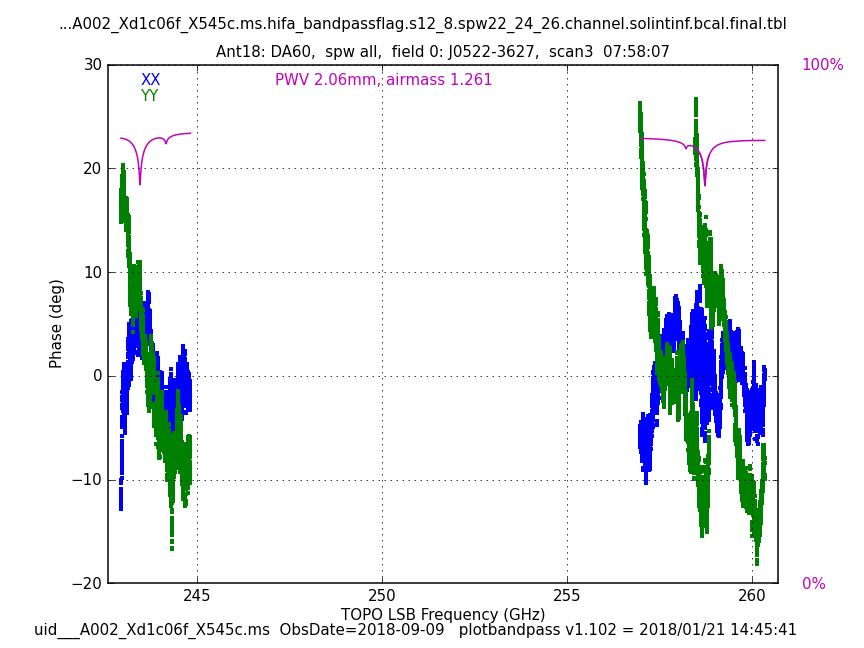 ...A002_Xd1c06f_X545c.ms.hifa_bandpassflag.s12_8.spw22_24_26.channel.solintinf.bcal.final.tbl
Ant18: DA60,  spw all,  field 0: J0522-3627,  scan3  07:58:07
30
100%
XX
PWV 2.06mm, airmass 1.261
YY
20
10
Phase (deg)
0
−10
−20
0%
245
250
255
260
TOPO LSB Frequency (GHz)
uid___A002_Xd1c06f_X545c.ms  ObsDate=2018-09-09   plotbandpass v1.102 = 2018/01/21 14:45:41